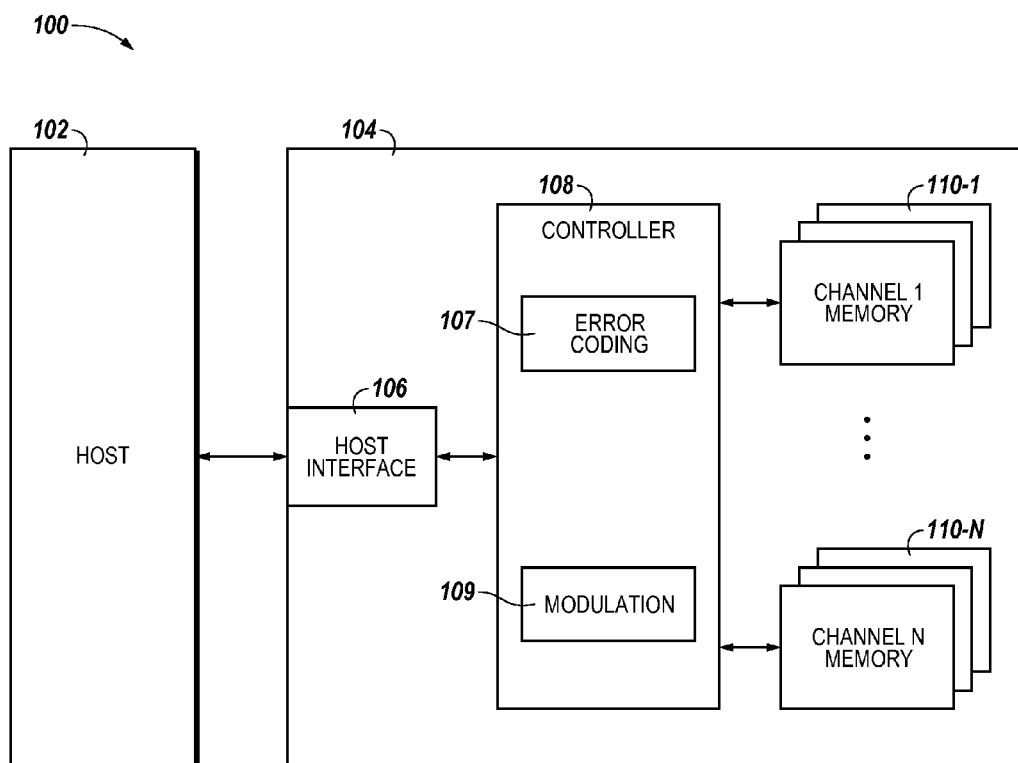 100
102
104
108
110-1
CONTROLLER
CHANNEL 1
MEMORY
107
ERROR
CODING
106
HOST
HOST
INTERFACE
110-N
109
MODULATION
CHANNEL N
MEMORY